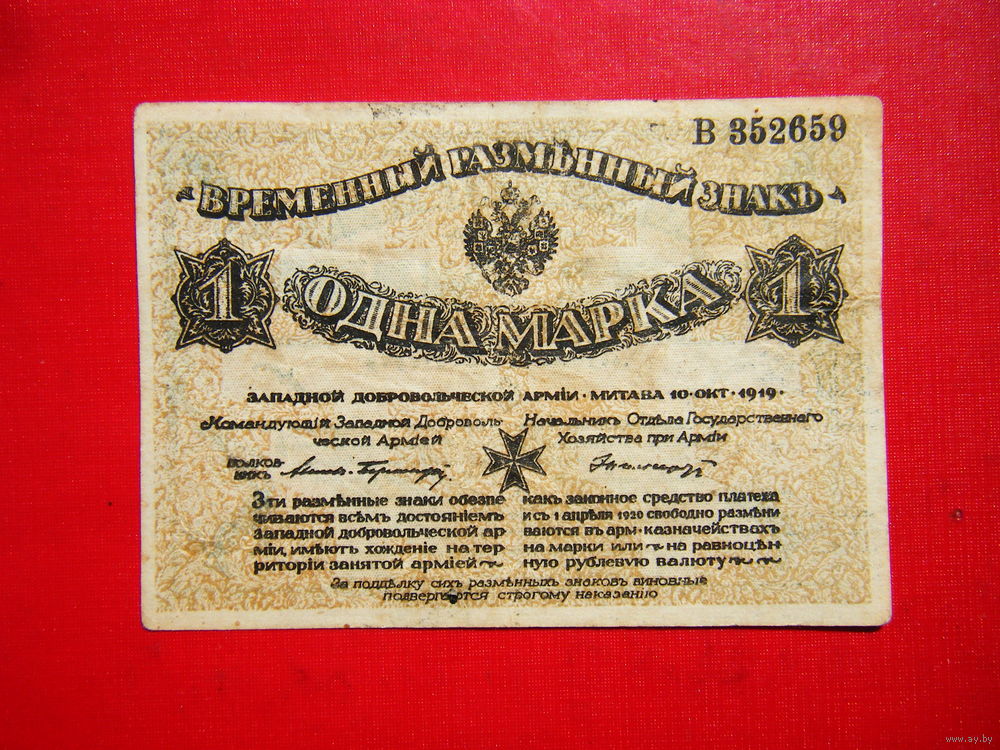 В 352659
ВРЕМЕННЫЙ РАЗМѢННЫЙ ЗНАКЪ
1 ОДНА МАРКА 1
ЗАПАДНОЙ ДОБРОВОЛЬЧЕСКОЙ АРМІИ · МИТАВА 10 · ОКТ · 1919 ·
Командующій Западной Доброволь-
ческой Арміей
Начальникъ Отдѣла Государственнаго
Хозяйства при Арміи
ПОЛКОВ-
НИКЪ
Эти размѣнные знаки обезпе
чиваются всѣмъ достояніемъ
западной добровольческой ар
міи, имѣютъ хожденіе на тер
риторіи занятой арміей
какъ законное средство платежа
и съ 1 апрѣля 1920 свободно размѣни
ваются въ арм · казначействахъ
на марки или на равноцѣн
ную рублевую валюту
За поддѣлку сихъ размѣнныхъ знаковъ виновные
подвергаются строгому наказанію
www.ay.by